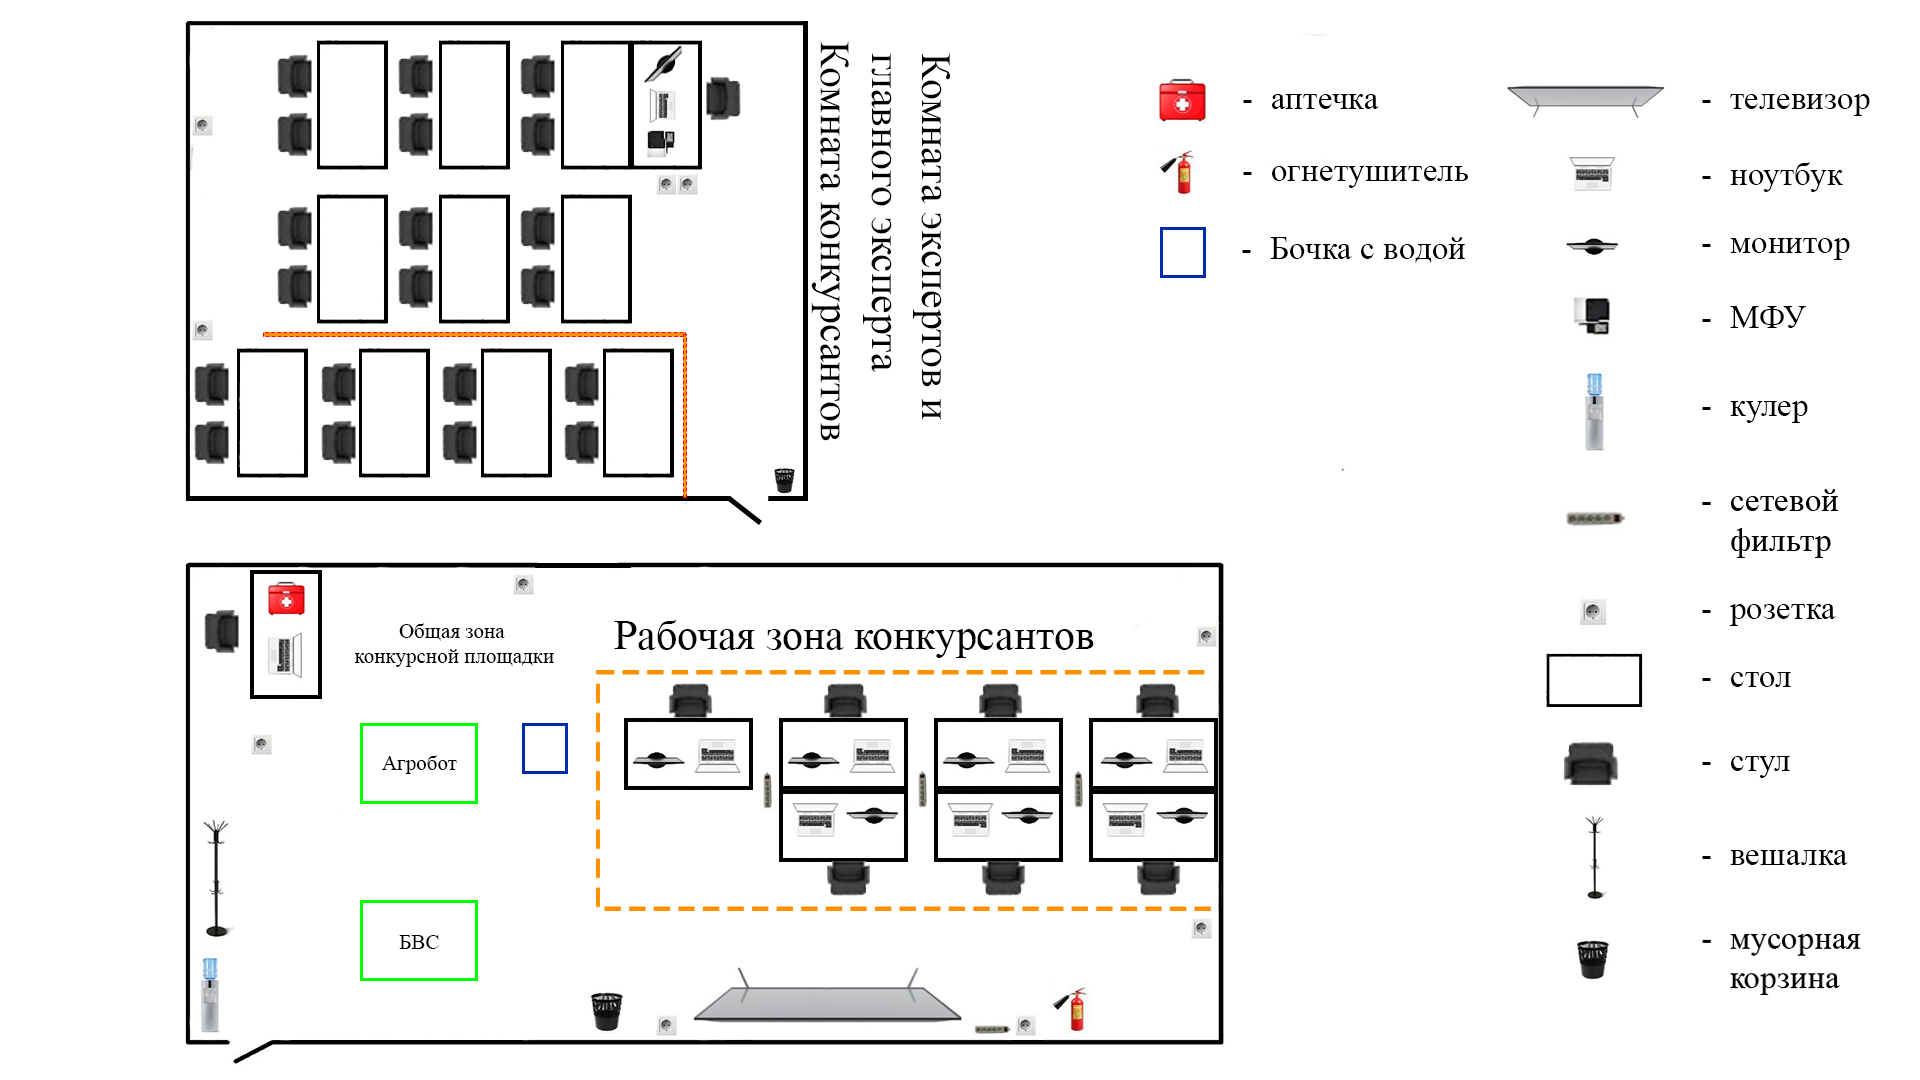 Комната экспертов и
главного эксперта
Комната конкурсантов
- аптечка
- огнетушитель
- Бочка с водой
- телевизор
- ноутбук
- монитор
- МФУ
- кулер
- сетевой
фильтр
- розетка
- стол
- стул
- вешалка
- мусорная
корзина
Общая зона
конкурсной площадки
Рабочая зона конкурсантов
Агробот
БВС